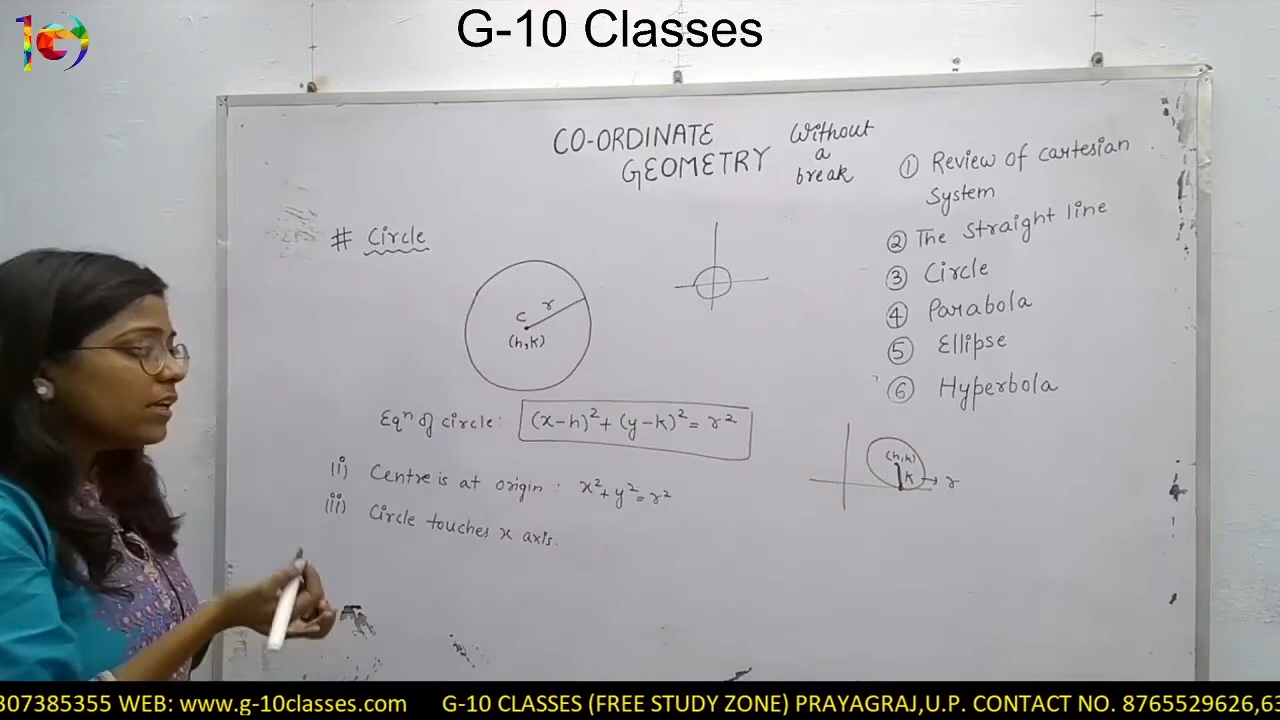 G-10 Classes
CO-ORDINATE
GEOMETRY
Without
a
break
① Review of cartesian
System
② The Straight line
③ Circle
④ Parabola
⑤ Ellipse
⑥ Hyperbola
# Circle
r
C
(h,k)
Eqⁿ of circle: (x-h)²+(y-k)²=r²
(i) Centre is at origin: x²+y²=r²
(ii) Circle touches x axis.
(h,k)
k → r
307385355 WEB: www.g-10classes.com G-10 CLASSES (FREE STUDY ZONE) PRAYAGRAJ,U.P. CONTACT NO. 8765529626,63